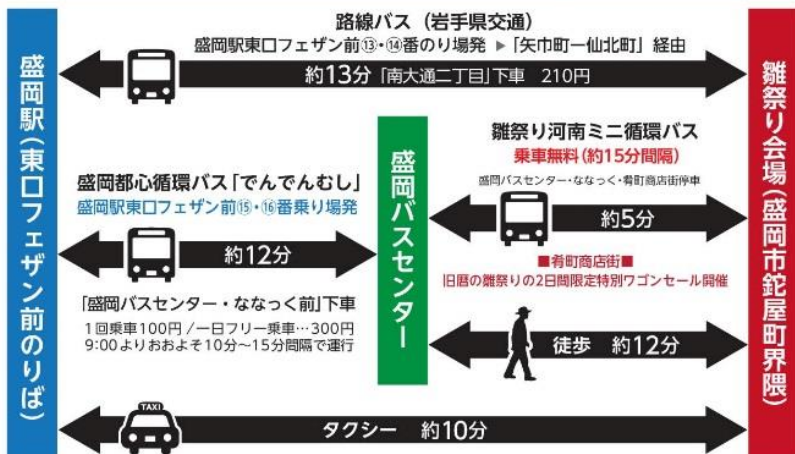 路線バス（岩手県交通）
盛岡駅東口フェザン前⑬・⑭番のり場発 ▶「矢巾町ー仙北町」経由
約13分「南大通二丁目」下車 210円
盛岡駅（東口フェザン前のりば）
盛岡都心循環バス「でんでんむし」
盛岡駅東口フェザン前⑮・⑯番乗り場発
約12分
「盛岡バスセンター・ななっく前」下車
1回乗車100円／一日フリー乗車…300円
9:00よりおおよそ10分〜15分間隔で運行
盛岡バスセンター
雛祭り河南ミニ循環バス
乗車無料（約15分間隔）
盛岡バスセンター・ななっく・肴町商店街停車
約5分
■肴町商店街■
旧暦の雛祭りの2日間限定特別ワゴンセール開催
徒歩 約12分
TAXI
タクシー 約10分
雛祭り会場（盛岡市鉈屋町界隈）